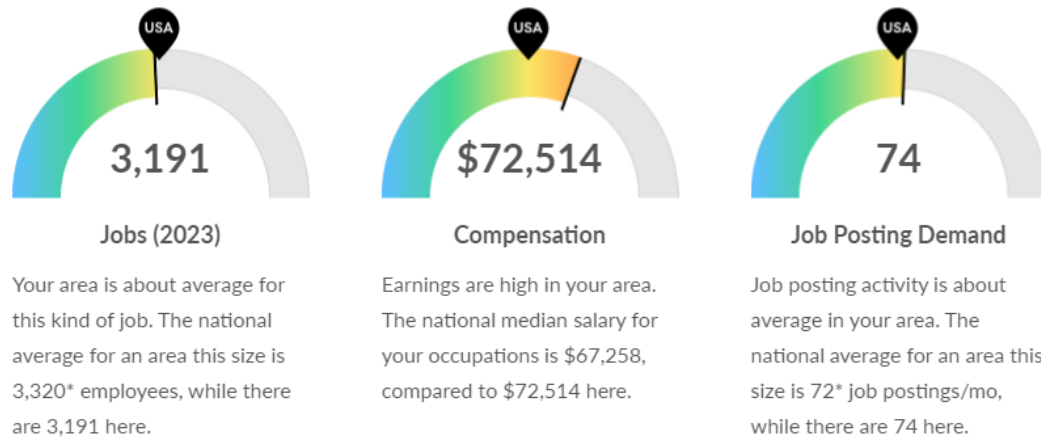 USA
3,191
Jobs (2023)
Your area is about average for
this kind of job. The national
average for an area this size is
3,320* employees, while there
are 3,191 here.
USA
$72,514
Compensation
Earnings are high in your area.
The national median salary for
your occupations is $67,258,
compared to $72,514 here.
USA
74
Job Posting Demand
Job posting activity is about
average in your area. The
national average for an area this
size is 72* job postings/mo,
while there are 74 here.